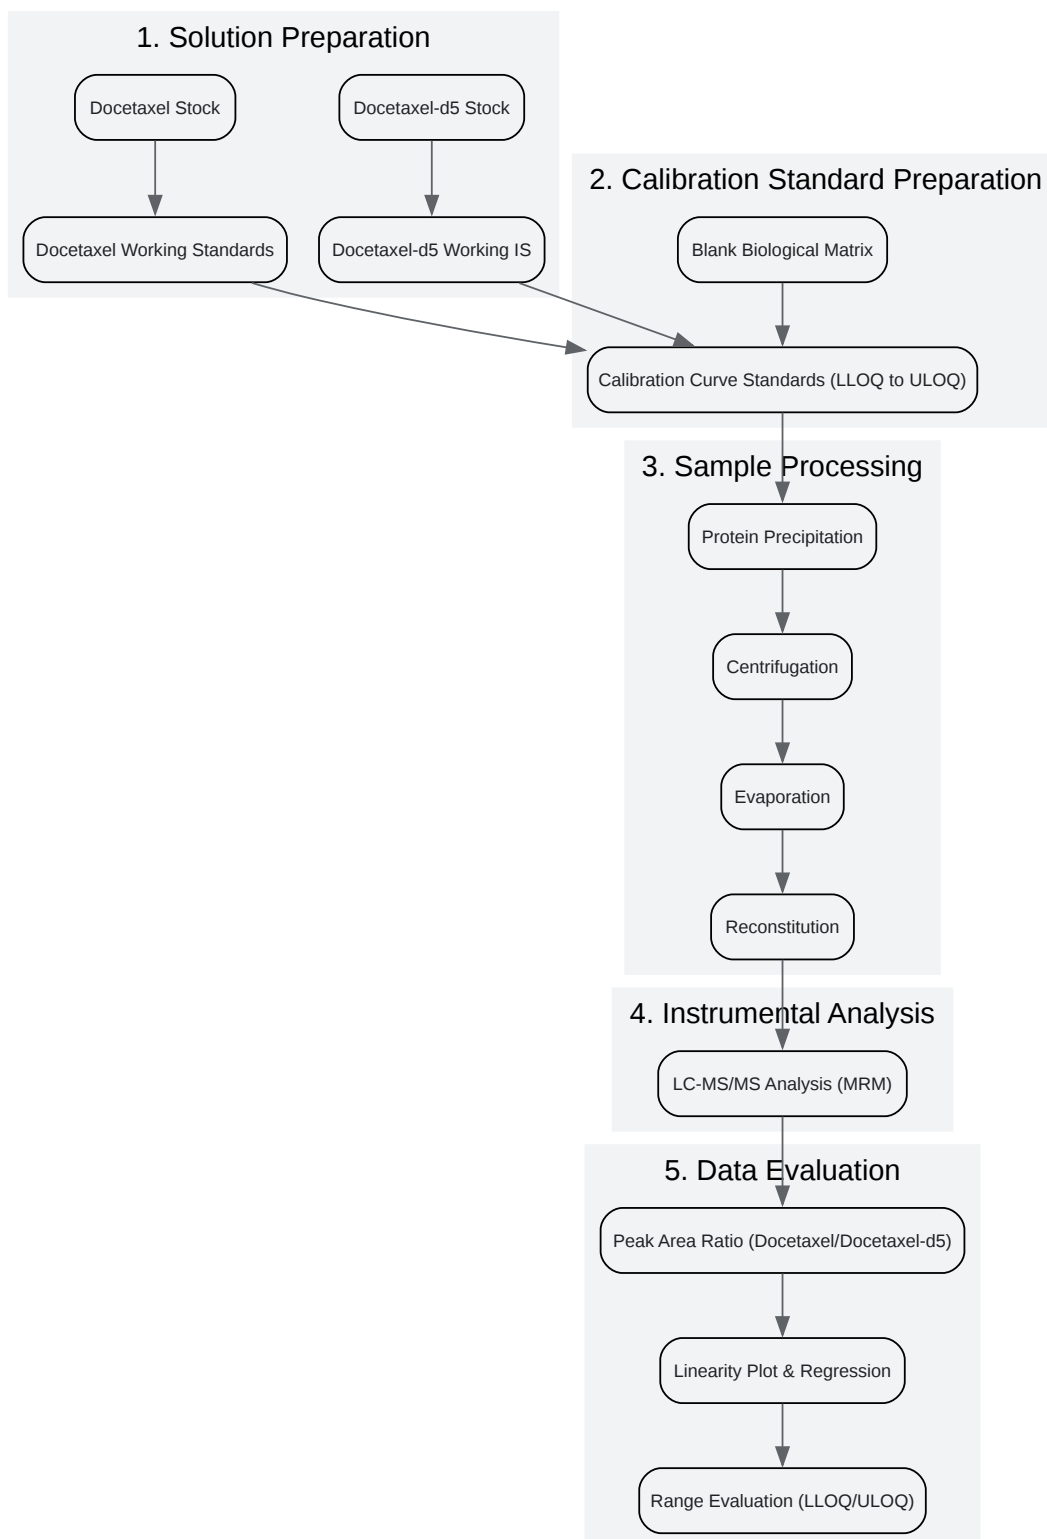 1. Solution Preparation
Docetaxel Stock
Docetaxel-d5 Stock
Docetaxel Working Standards
Docetaxel-d5 Working IS
2. Calibration Standard Preparation
Blank Biological Matrix
Calibration Curve Standards (LLOQ to ULOQ)
3. Sample Processing
Protein Precipitation
Centrifugation
Evaporation
Reconstitution
4. Instrumental Analysis
LC-MS/MS Analysis (MRM)
5. Data Evaluation
Peak Area Ratio (Docetaxel/Docetaxel-d5)
Linearity Plot & Regression
Range Evaluation (LLOQ/ULOQ)